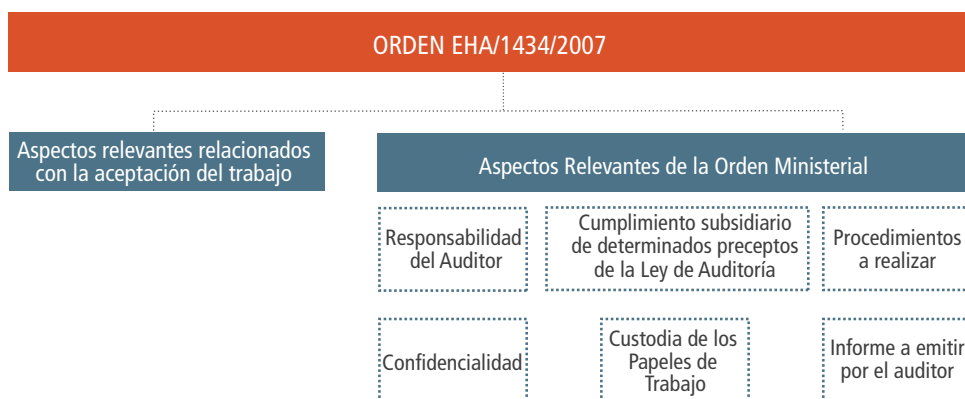 ORDEN EHA/1434/2007
Aspectos relevantes relacionados
con la aceptación del trabajo
Aspectos Relevantes de la Orden Ministerial
Responsabilidad
del Auditor
Cumplimiento subsidiario
de determinados preceptos
de la Ley de Auditoría
Procedimientos
a realizar
Confidencialidad
Custodia de los
Papeles de
Trabajo
Informe a emitir
por el auditor